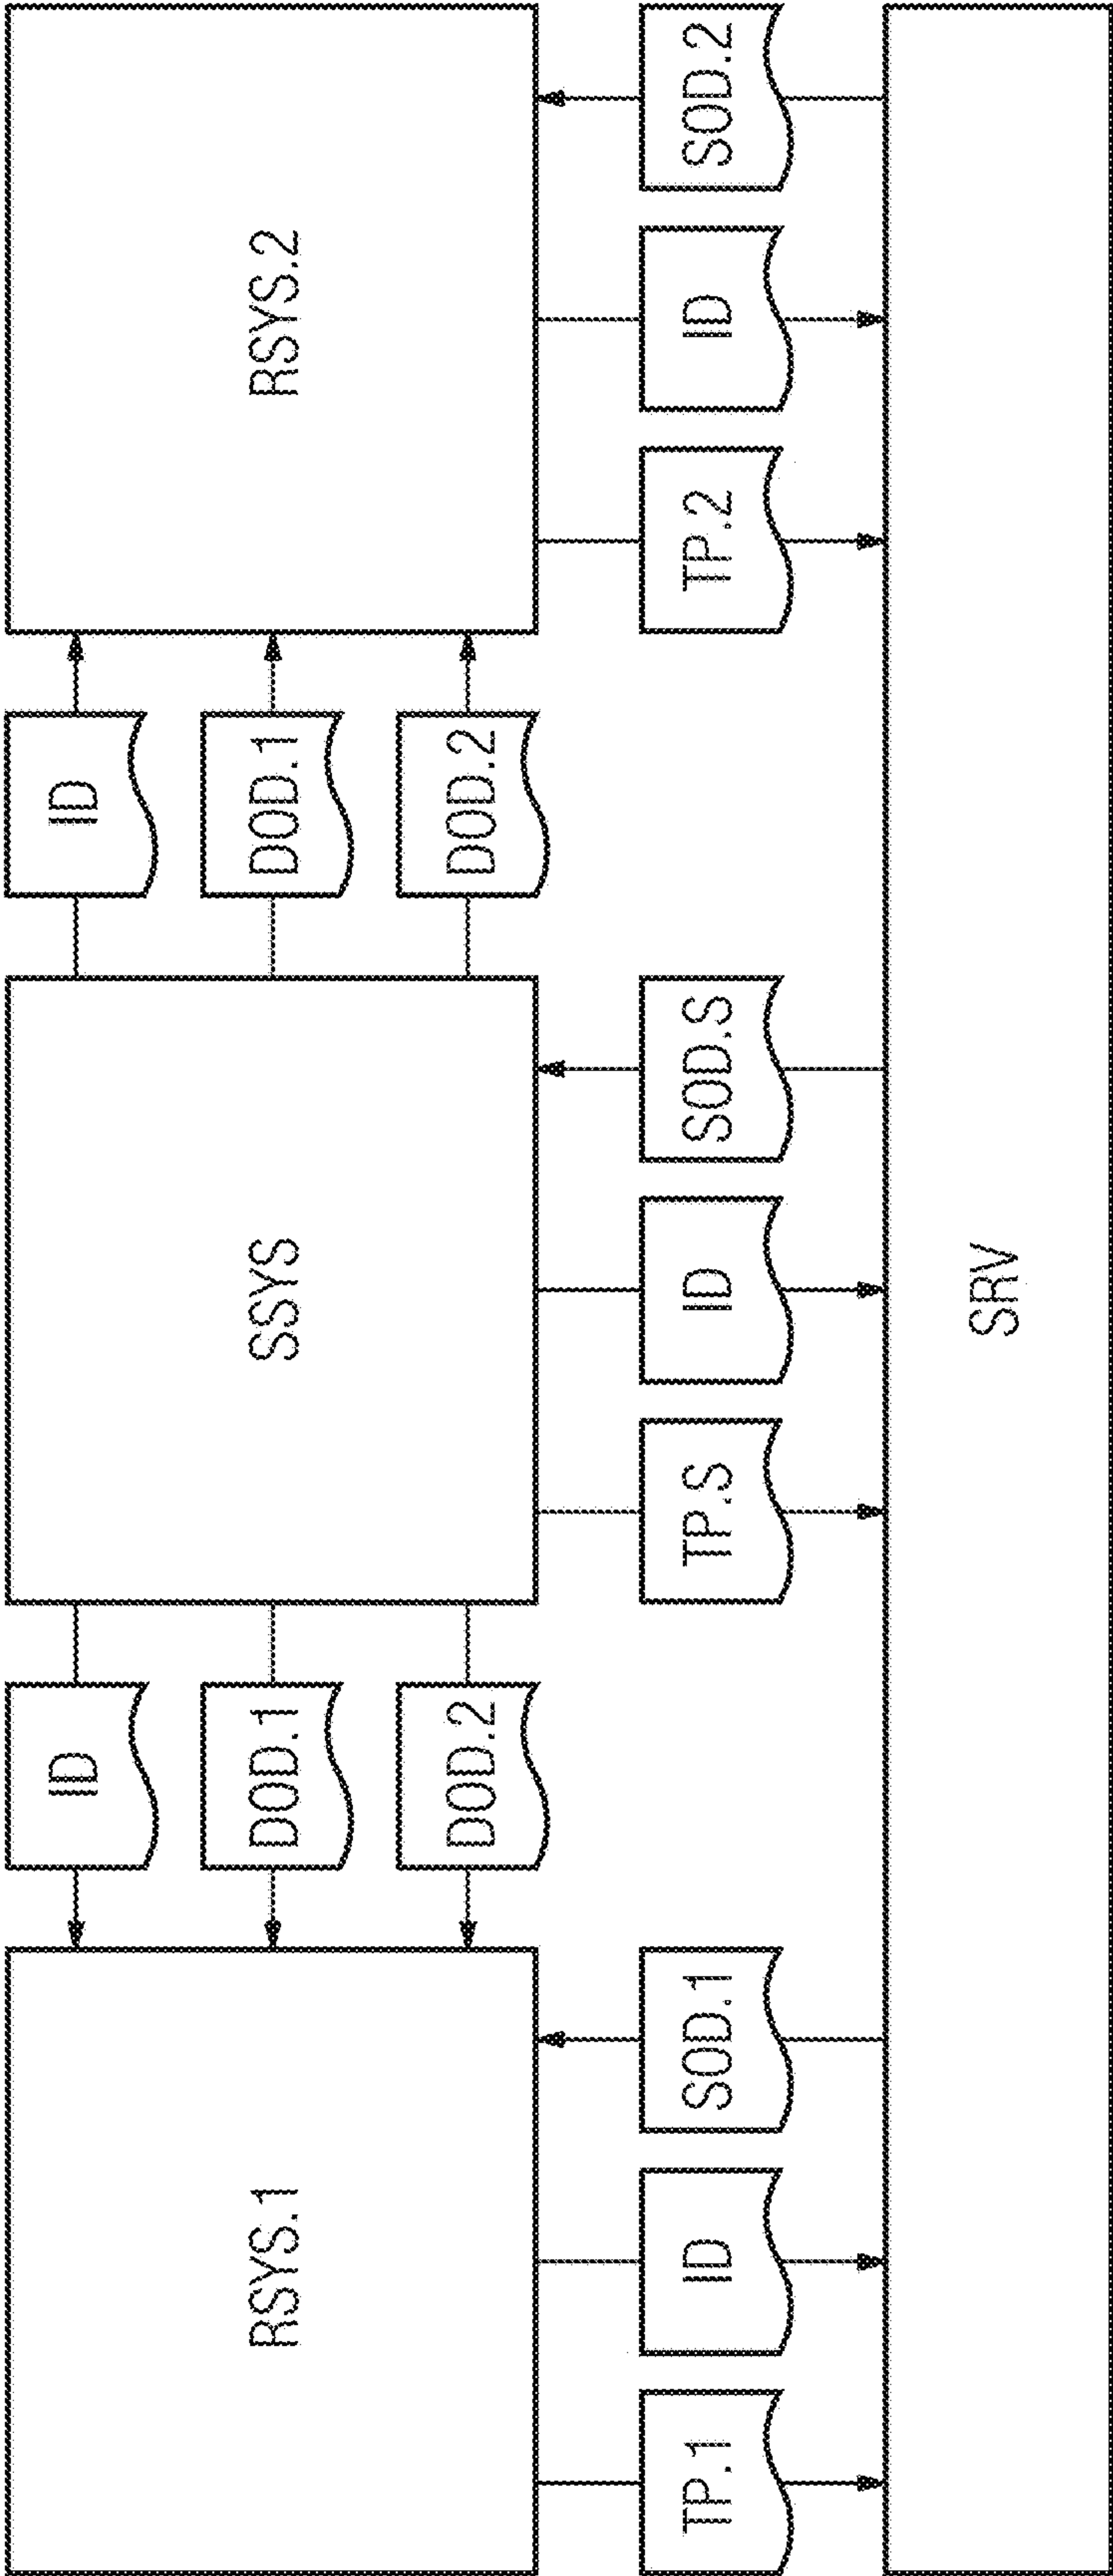 ID
ID
RSYS.1
DOD.1
SSYS
DOD.1
RSYS.2
DOD.2
DOD.2
TP.1
ID
SOD.1
TP.S
ID
SOD.S
TP.2
ID
SOD.2
SRV